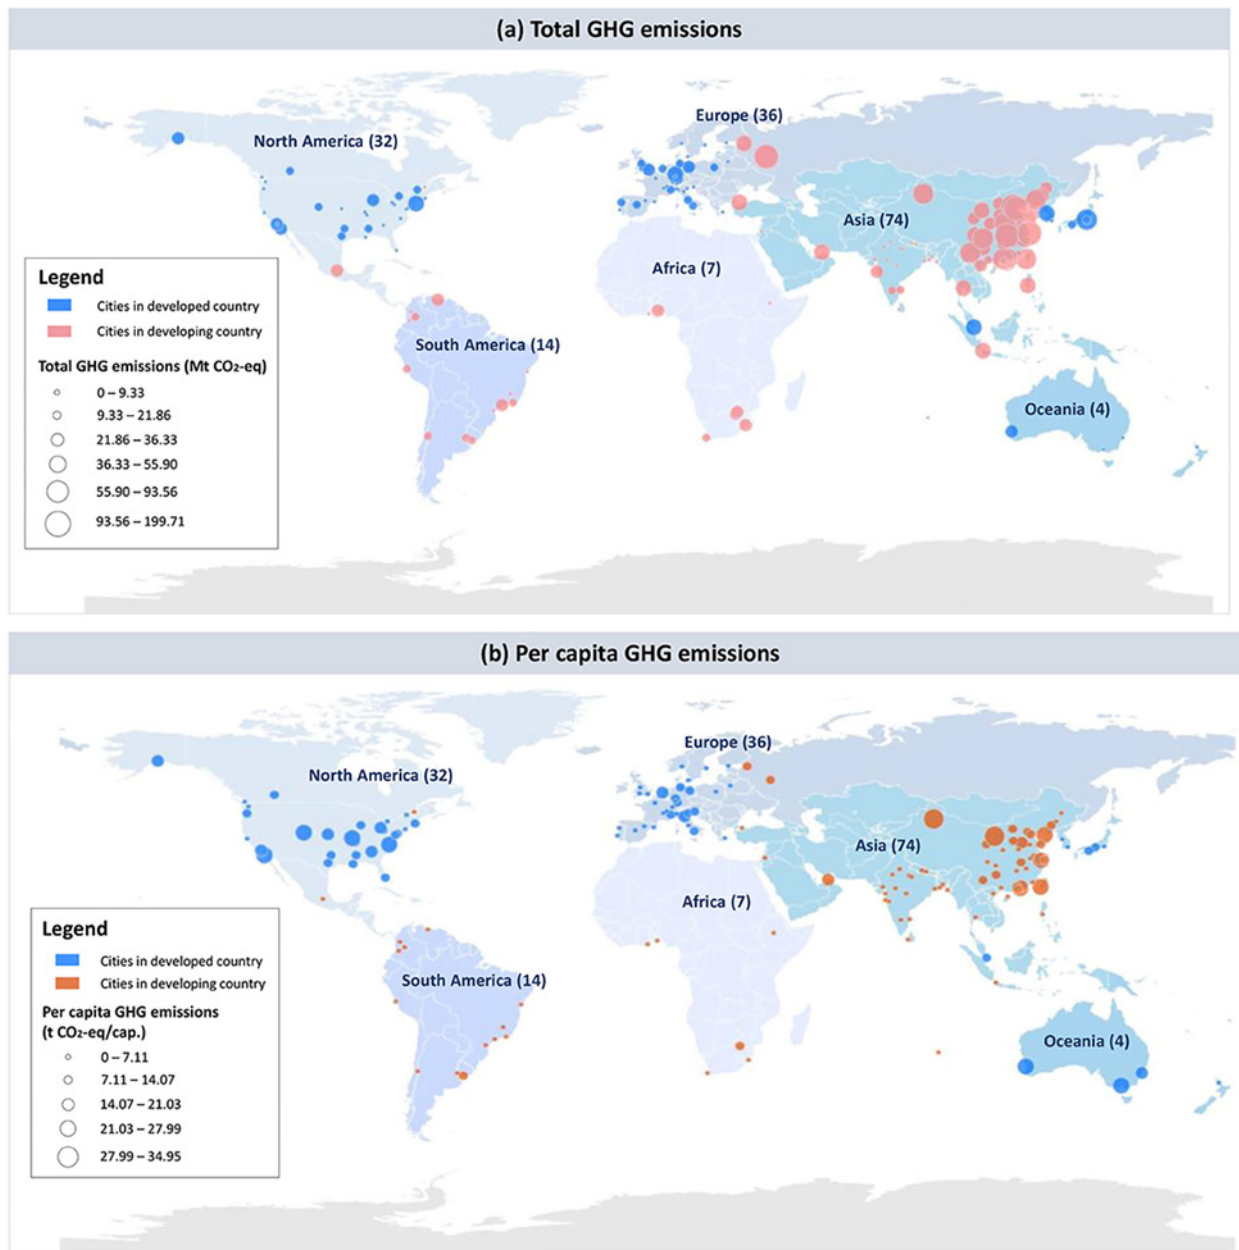 (a) Total GHG emissions
North America (32)
Europe (36)
Asia (74)
Africa (7)
South America (14)
Oceania (4)
Legend
Cities in developed country
Cities in developing country
Total GHG emissions (Mt CO₂-eq)
0 – 9.33
9.33 – 21.86
21.86 – 36.33
36.33 – 55.90
55.90 – 93.56
93.56 – 199.71
(b) Per capita GHG emissions
North America (32)
Europe (36)
Asia (74)
Africa (7)
South America (14)
Oceania (4)
Legend
Cities in developed country
Cities in developing country
Per capita GHG emissions
(t CO₂-eq/cap.)
0 – 7.11
7.11 – 14.07
14.07 – 21.03
21.03 – 27.99
27.99 – 34.95